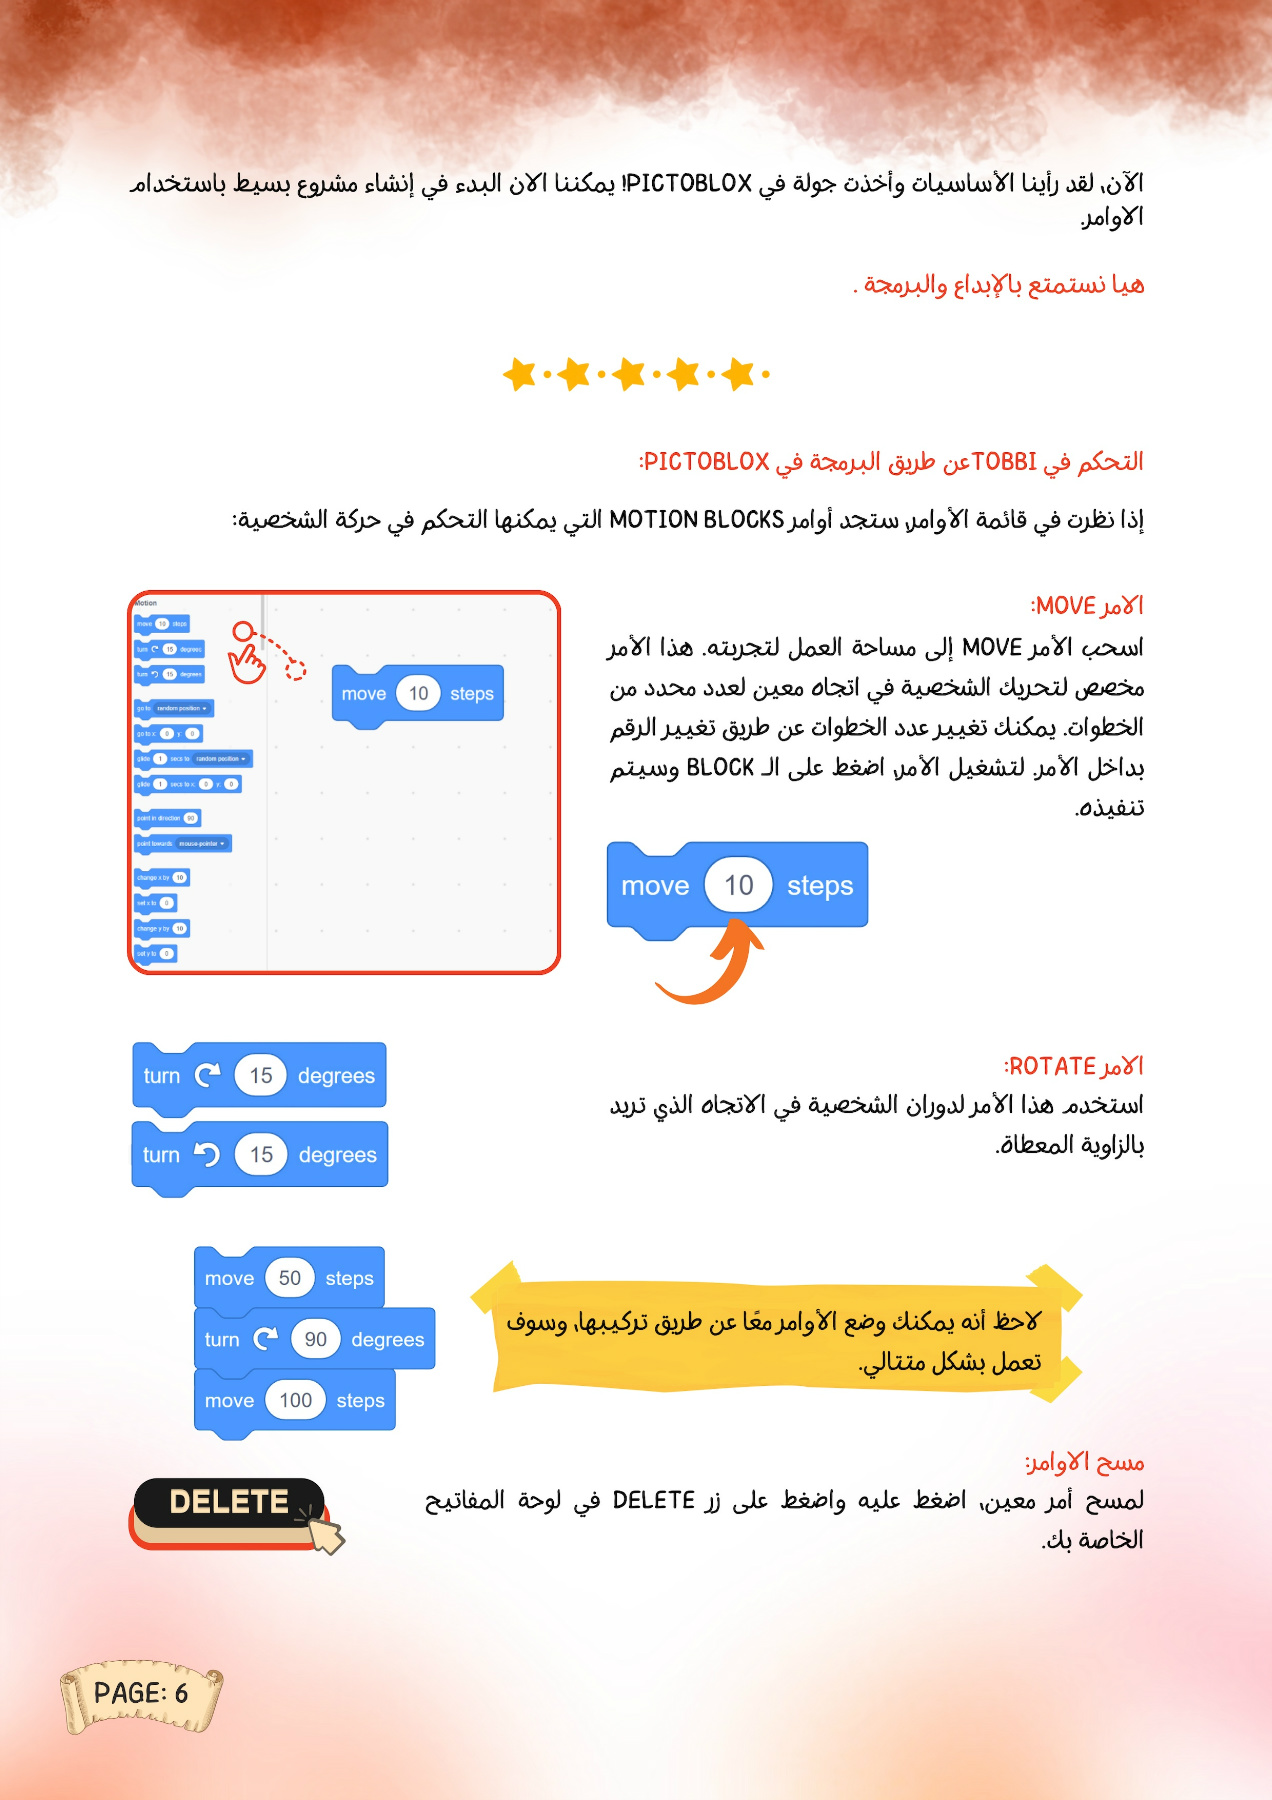 الآن، لقد رأينا الأساسيات وأخذت جولة في PICTOBLOX! يمكننا الان البدء في إنشاء مشروع بسيط باستخدام
الاوامر.
هيا نستمتع بالإبداع والبرمجة .
التحكم في TOBBIعن طريق البرمجة في PICTOBLOX:
إذا نظرت في قائمة الأوامر، ستجد أوامر MOTION BLOCKS التي يمكنها التحكم في حركة الشخصية:
الامر MOVE:
اسحب الأمر MOVE إلى مساحة العمل لتجربته. هذا الأمر
مخصص لتحريك الشخصية في اتجاه معين لعدد محدد من
الخطوات. يمكنك تغيير عدد الخطوات عن طريق تغيير الرقم
بداخل الأمر. لتشغيل الأمر، اضغط على الـ BLOCK وسيتم
تنفيذه.
move 10 steps
Motion
move 10 steps
turn 15 degrees
turn 15 degrees
go to random position
go to x: 0 y: 0
glide 1 secs to random position
glide 1 secs to x: 0 y: 0
point in direction 90
point towards mouse-pointer
change x by 10
set x to 0
change y by 10
set y to 0
move 10 steps
الامر ROTATE:
استخدم هذا الأمر لدوران الشخصية في الاتجاه الذي تريد
بالزاوية المعطاة.
turn 15 degrees
turn 15 degrees
لاحظ أنه يمكنك وضع الأوامر معًا عن طريق تركيبها، وسوف
تعمل بشكل متتالي.
move 50 steps
turn 90 degrees
move 100 steps
مسح الاوامر:
لمسح أمر معين، اضغط عليه واضغط على زر DELETE في لوحة المفاتيح
الخاصة بك.
DELETE
PAGE: 6